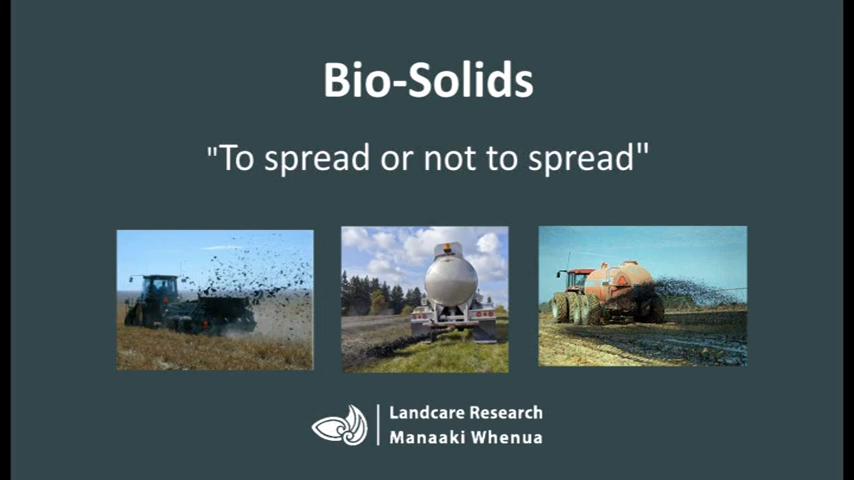 Bio-Solids
"To spread or not to spread"
Landcare Research
Manaaki Whenua